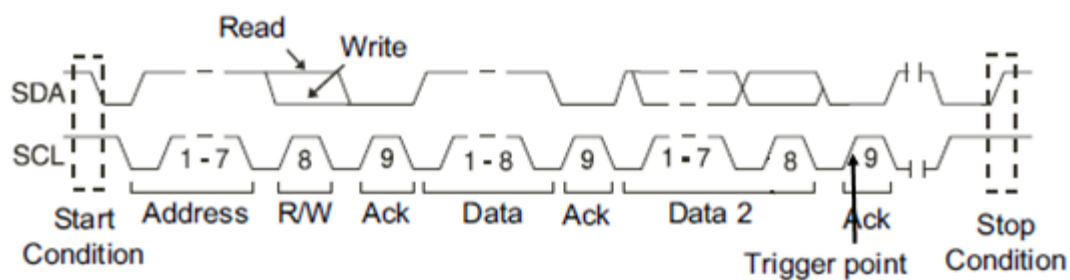 Read
Write
SDA
SCL
1 - 7 8 9 1 - 8 9 1 - 7 8 9
Start Condition
Address R/W Ack Data Ack Data 2 Ack
Trigger point
Stop Condition